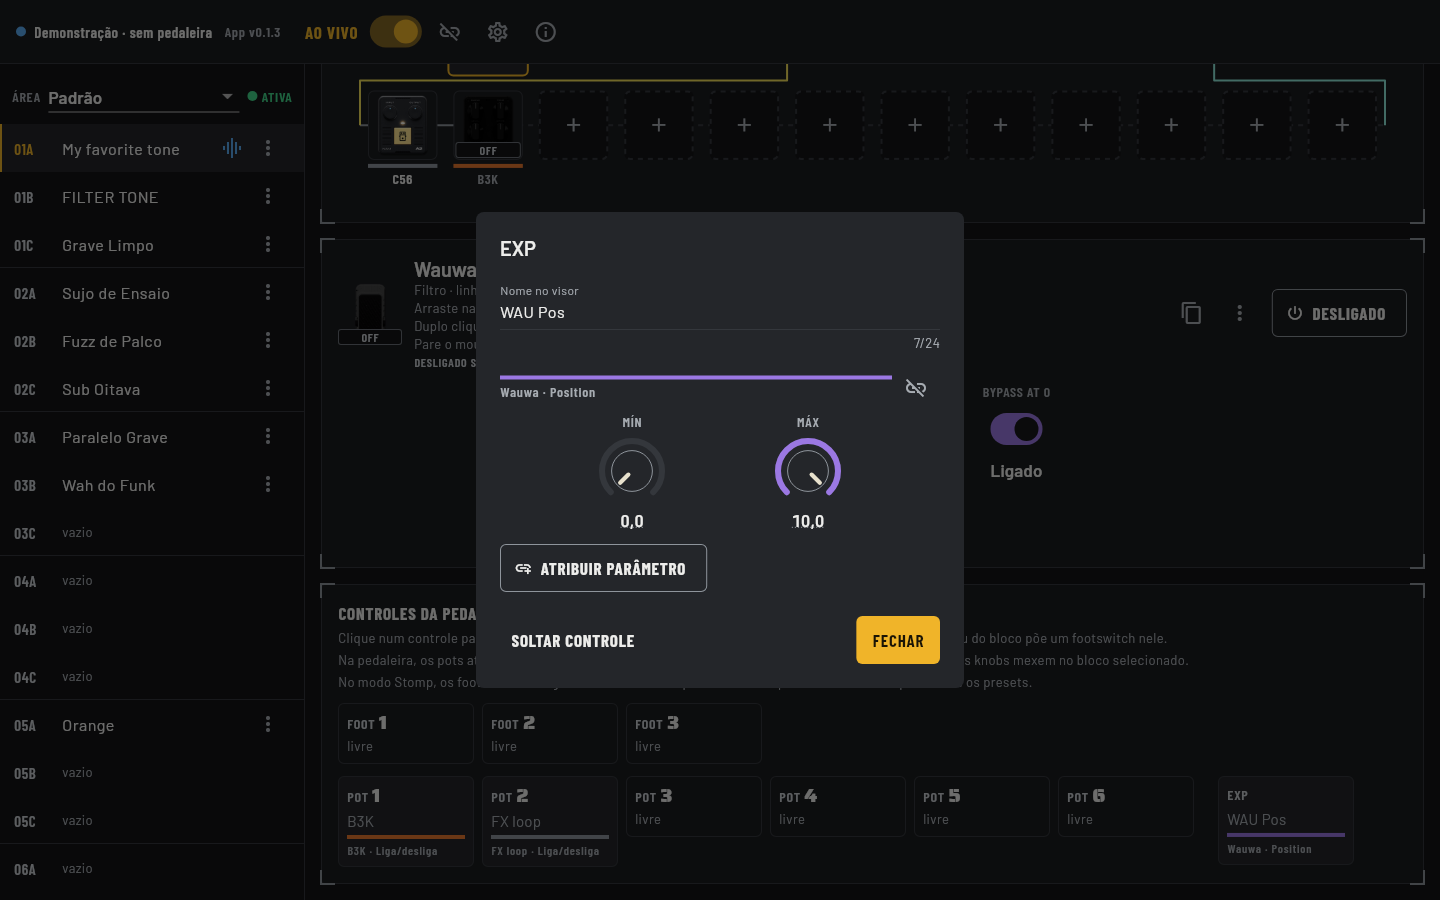 Demonstração · sem pedaleira
App v0.1.3
AO VIVO
ÁREA
Padrão
ATIVA
01A My favorite tone
01B FILTER TONE
01C Grave Limpo
02A Sujo de Ensaio
02B Fuzz de Palco
02C Sub Oitava
03A Paralelo Grave
03B Wah do Funk
03C vazio
04A vazio
04B vazio
04C vazio
05A Orange
05B vazio
05C vazio
06A vazio
OFF
C56
B3K
Wauwa
Filtro · linh
Arraste na
Duplo cliqu
Pare o mo
DESLIGADO S
OFF
DESLIGADO
BYPASS AT 0
Ligado
EXP
Nome no visor
WAU Pos
7/24
Wauwa · Position
MÍN
MÁX
0,0
10,0
ATRIBUIR PARÂMETRO
SOLTAR CONTROLE
FECHAR
CONTROLES DA PEDA
Clique num controle pa
do bloco põe um footswitch nele.
Na pedaleira, os pots at
s knobs mexem no bloco selecionado.
No modo Stomp, os foo
os presets.
FOOT 1
livre
FOOT 2
livre
FOOT 3
livre
POT 1
B3K
B3K · Liga/desliga
POT 2
FX loop
FX loop · Liga/desliga
POT 3
livre
POT 4
livre
POT 5
livre
POT 6
livre
EXP
WAU Pos
Wauwa · Position